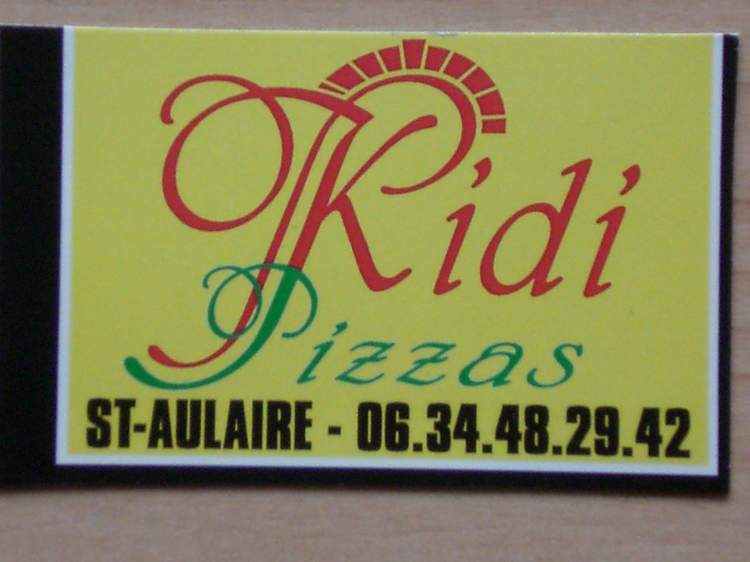 Kidi
Pizzas
ST-AULAIRE - 06.34.48.29.42